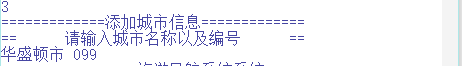 3
=============添加城市信息=============
==     请输入城市名称以及编号     ==
华盛顿市 099